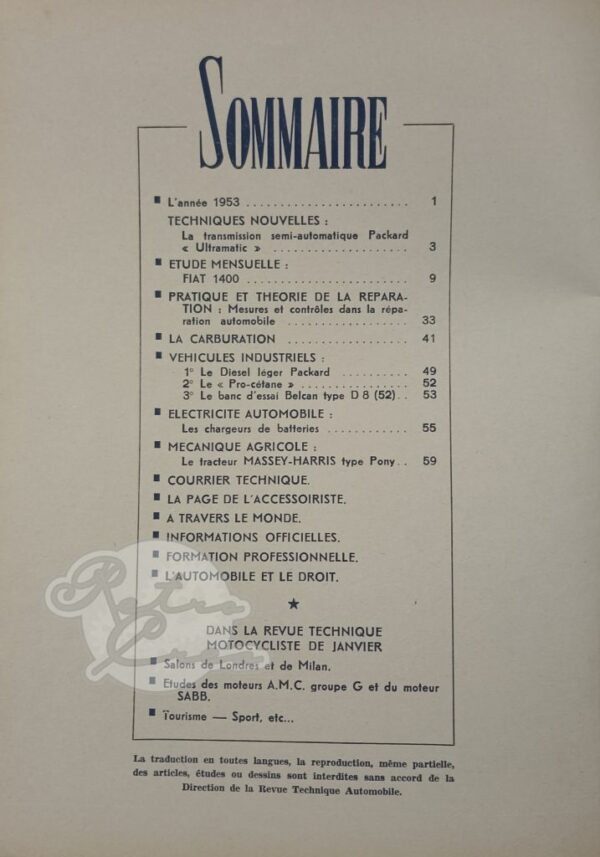 SOMMAIRE
■ L'année 1953 ........................ 1
TECHNIQUES NOUVELLES :
La transmission semi-automatique Packard
« Ultramatic » .................... 3
■ ETUDE MENSUELLE :
FIAT 1400 ........................ 9
■ PRATIQUE ET THEORIE DE LA REPARA-
TION : Mesures et contrôles dans la répa-
ration automobile .................. 33
■ LA CARBURATION .................. 41
■ VEHICULES INDUSTRIELS :
1° Le Diesel léger Packard ............ 49
2° Le « Pro-cétane » ................ 52
3° Le banc d'essai Belcan type D 8 (52) .. 53
■ ELECTRICITE AUTOMOBILE :
Les chargeurs de batteries ............ 55
■ MECANIQUE AGRICOLE :
Le tracteur MASSEY-HARRIS type Pony .. 59
■ COURRIER TECHNIQUE.
■ LA PAGE DE L'ACCESSOIRISTE.
■ A TRAVERS LE MONDE.
■ INFORMATIONS OFFICIELLES.
■ FORMATION PROFESSIONNELLE.
■ L'AUTOMOBILE ET LE DROIT.
★
DANS LA REVUE TECHNIQUE
MOTOCYCLISTE DE JANVIER
■ Salons de Londres et de Milan.
■ Etudes des moteurs A.M.C. groupe G et du moteur
SABB.
■ Tourisme — Sport, etc...
La traduction en toutes langues, la reproduction, même partielle,
des articles, études ou dessins sont interdites sans accord de la
Direction de la Revue Technique Automobile.
Retro